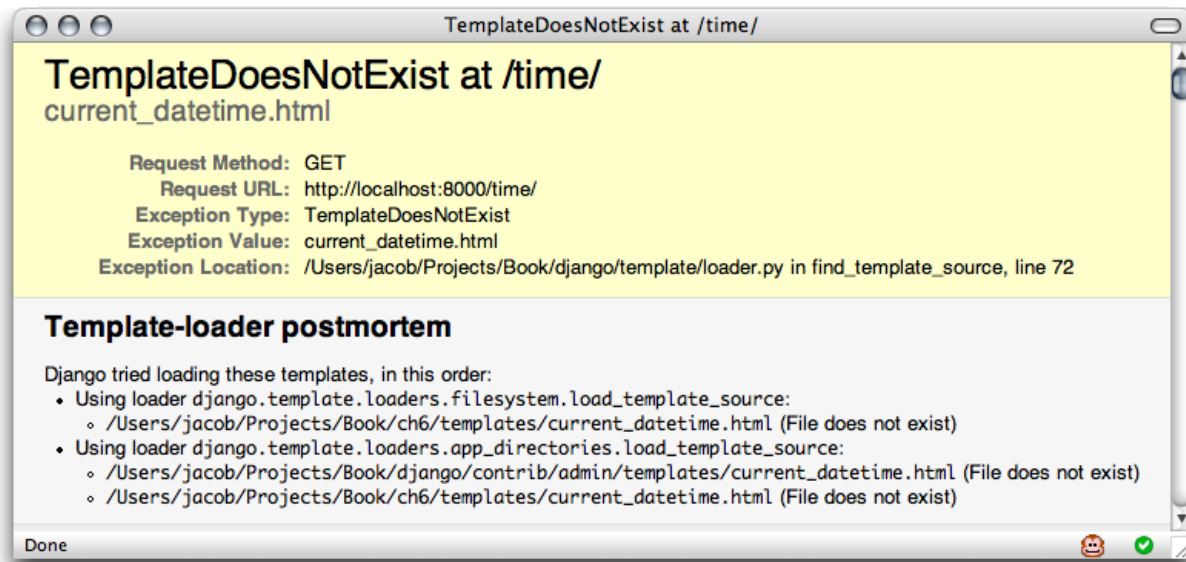 TemplateDoesNotExist at /time/
TemplateDoesNotExist at /time/
current_datetime.html
Request Method: GET
Request URL: http://localhost:8000/time/
Exception Type: TemplateDoesNotExist
Exception Value: current_datetime.html
Exception Location: /Users/jacob/Projects/Book/django/template/loader.py in find_template_source, line 72
Template-loader postmortem
Django tried loading these templates, in this order:
• Using loader django.template.loaders.filesystem.load_template_source:
◦ /Users/jacob/Projects/Book/ch6/templates/current_datetime.html (File does not exist)
• Using loader django.template.loaders.app_directories.load_template_source:
◦ /Users/jacob/Projects/Book/django/contrib/admin/templates/current_datetime.html (File does not exist)
◦ /Users/jacob/Projects/Book/ch6/templates/current_datetime.html (File does not exist)
Done